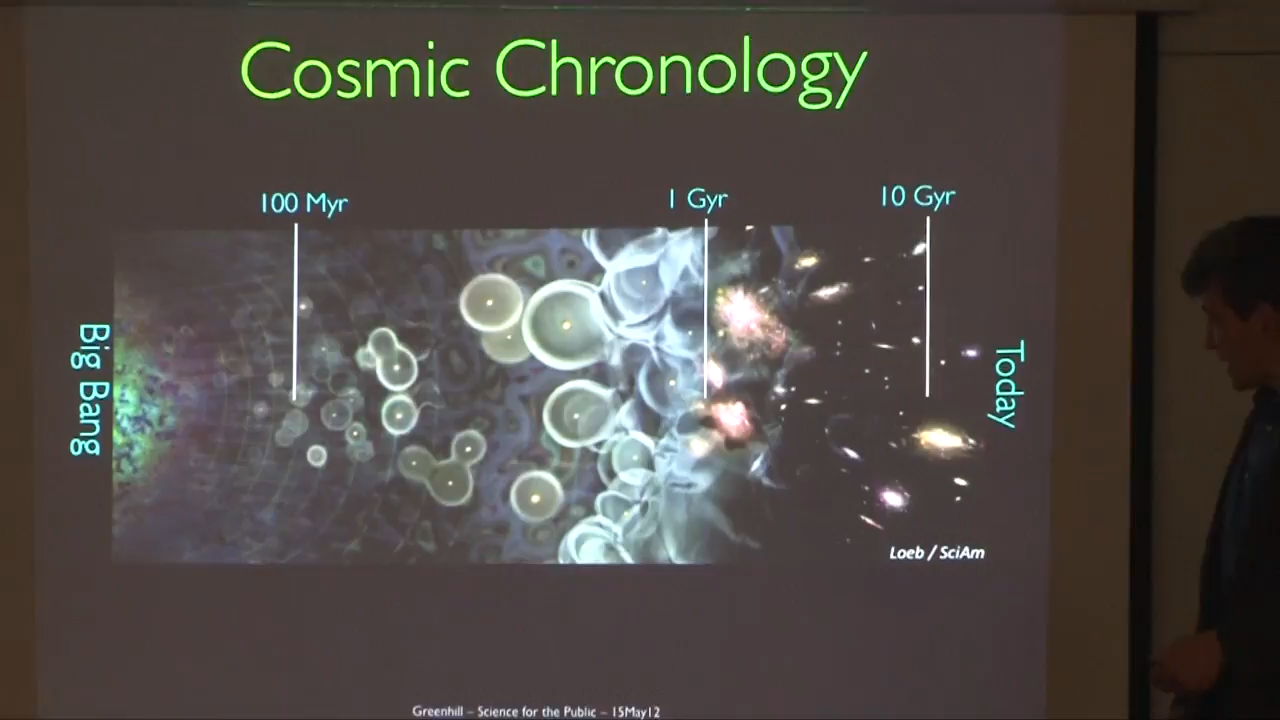 Cosmic Chronology
100 Myr
1 Gyr
10 Gyr
Big Bang
Today
Loeb / SciAm
Greenhill – Science for the Public – 15May12